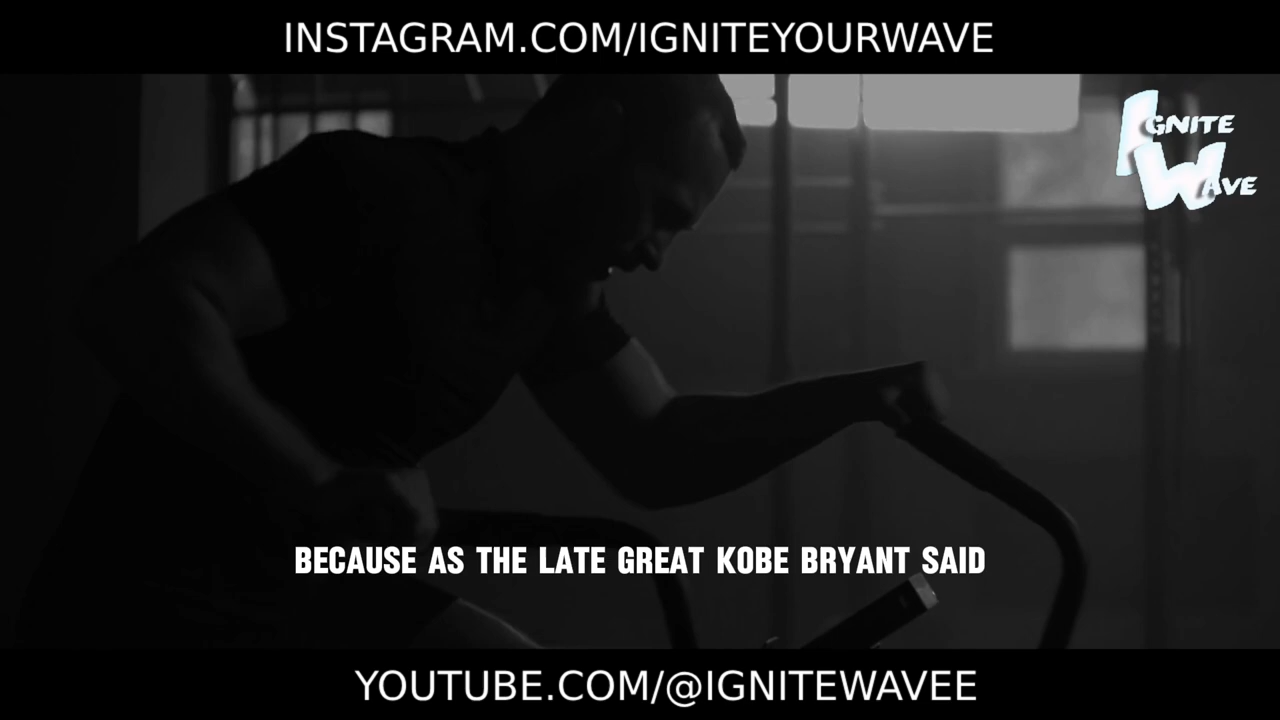 INSTAGRAM.COM/IGNITEYOURWAVE
IGNITE
WAVE
BECAUSE AS THE LATE GREAT KOBE BRYANT SAID
YOUTUBE.COM/@IGNITEWAVEE